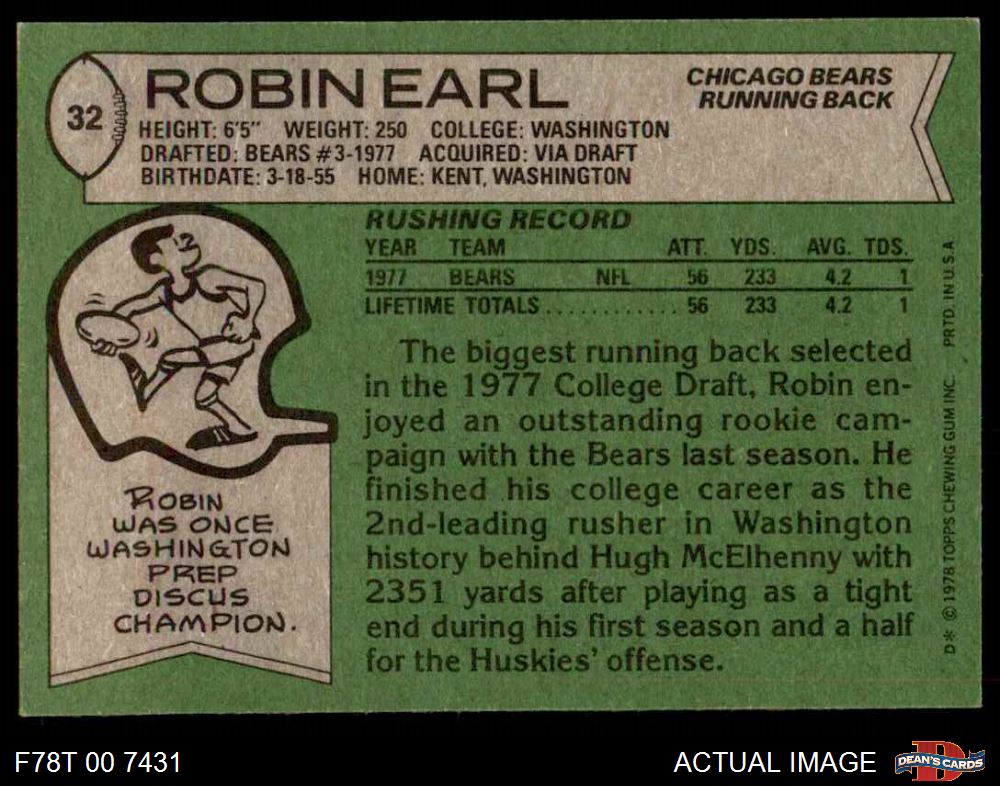 32
ROBIN EARL
CHICAGO BEARS
RUNNING BACK
HEIGHT: 6'5" WEIGHT: 250 COLLEGE: WASHINGTON
DRAFTED: BEARS #3-1977 ACQUIRED: VIA DRAFT
BIRTHDATE: 3-18-55 HOME: KENT, WASHINGTON
RUSHING RECORD
YEAR TEAM ATT. YDS. AVG. TDS.
1977 BEARS NFL 56 233 4.2 1
LIFETIME TOTALS............. 56 233 4.2 1
The biggest running back selected
in the 1977 College Draft, Robin en-
joyed an outstanding rookie cam-
paign with the Bears last season. He
finished his college career as the
2nd-leading rusher in Washington
history behind Hugh McElhenny with
2351 yards after playing as a tight
end during his first season and a half
for the Huskies' offense.
ROBIN
WAS ONCE
WASHINGTON
PREP
DISCUS
CHAMPION.
D* © 1978 TOPPS CHEWING GUM INC. PRTD. IN U.S.A.
F78T 00 7431
ACTUAL IMAGE
D
DEAN'S CARDS